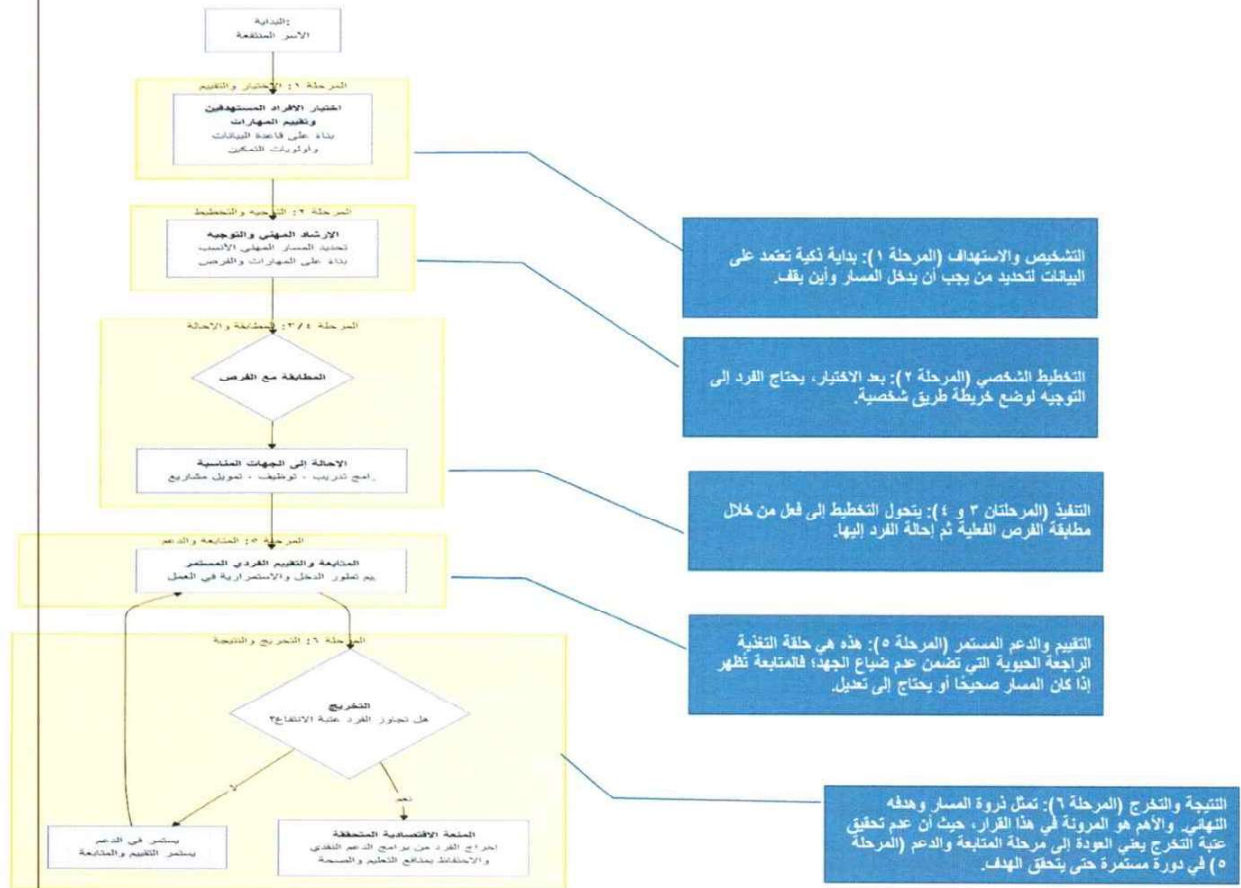 البداية:
الأسر المنتفعة
المرحلة ١: الاختيار والتقييم
اختيار الأفراد المستهدفين
وتقييم المهارات
بناء على قاعدة البيانات
وأولويات التمكين
المرحلة ٢: التوجيه والتخطيط
الإرشاد المهني والتوجيه
تحديد المسار المهني الأنسب
بناء على المهارات والفرص
المرحلة ٣/٤: المطابقة والإحالة
المطابقة مع الفرص
الإحالة إلى الجهات المناسبة
رامج تدريب - توظيف - تمويل مشاريع
المرحلة ٥: المتابعة والدعم
المتابعة والتقييم الفردي المستمر
يم تطور الدخل والاستمرارية في العمل
المرحلة ٦: التخريج والنتيجة
التخريج
هل تجاوز الفرد عتبة الانتفاع؟
لا
نعم
يستمر في الدعم
يستمر التقييم والمتابعة
المنعة الاقتصادية المتحققة
إخراج الفرد من برامج الدعم النقدي
والاحتفاظ بمنافع التعليم والصحة
التشخيص والاستهداف (المرحلة ١): بداية ذكية تعتمد على
البيانات لتحديد من يجب أن يدخل المسار وأين يقف.
التخطيط الشخصي (المرحلة ٢): بعد الاختيار، يحتاج الفرد إلى
التوجيه لوضع خريطة طريق شخصية.
التنفيذ (المرحلتان ٣ و ٤): يتحول التخطيط إلى فعل من خلال
مطابقة الفرص الفعلية ثم إحالة الفرد إليها.
التقييم والدعم المستمر (المرحلة ٥): هذه هي حلقة التغذية
الراجعة الحيوية التي تضمن عدم ضياع الجهد؛ فالمتابعة تُظهر
إذا كان المسار صحيحًا أو يحتاج إلى تعديل.
النتيجة والتخرج (المرحلة ٦): تمثل ذروة المسار وهدفه
النهائي. والأهم هو المرونة في هذا القرار، حيث أن عدم تحقيق
عتبة التخرج يعني العودة إلى مرحلة المتابعة والدعم (المرحلة
٥) في دورة مستمرة حتى يتحقق الهدف.